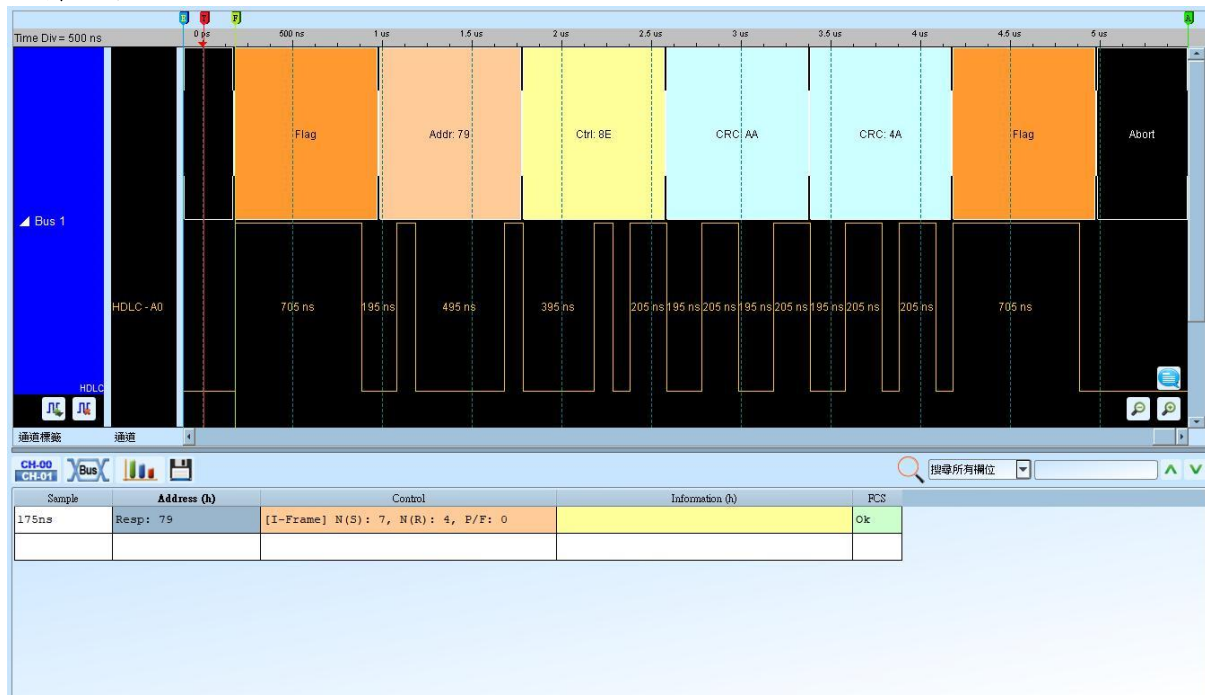 B T F A
Time Div = 500 ns 0 ps 500 ns 1 us 1.5 us 2 us 2.5 us 3 us 3.5 us 4 us 4.5 us 5 us
Flag Addr: 79 Ctrl: 8E CRC: AA CRC: 4A Flag Abort
Bus 1
HDLC - A0 705 ns 195 ns 495 ns 395 ns 205 ns 195 ns 205 ns 195 ns 205 ns 195 ns 205 ns 205 ns 705 ns
HDLC
通道標籤 通道
CH-00
CH-01 Bus 搜尋所有欄位
Sample Address (h) Control Information (h) FCS
175ns Resp: 79 [I-Frame] N(S): 7, N(R): 4, P/F: 0 Ok